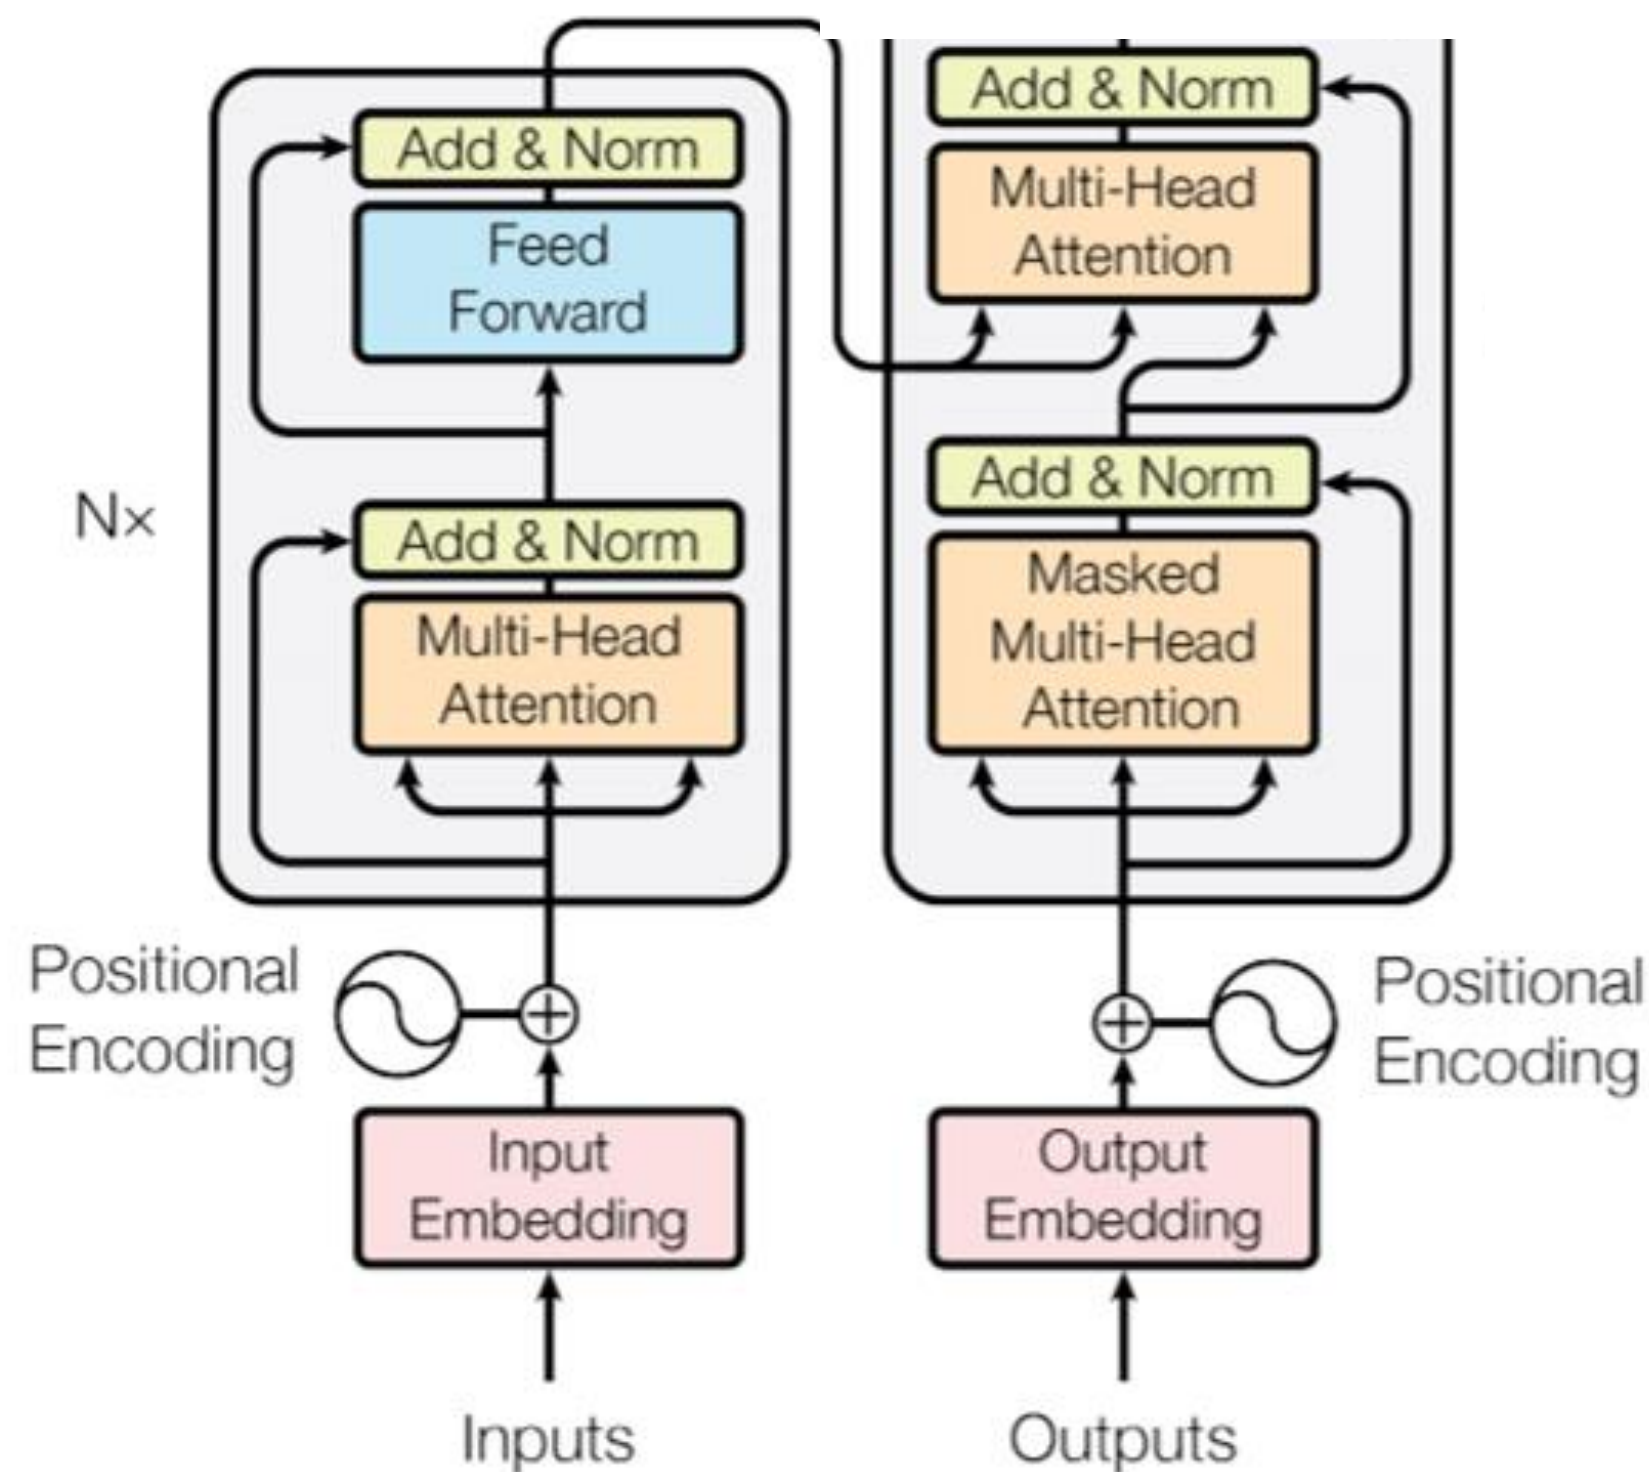 Add & Norm
Feed
Forward
Add & Norm
Multi-Head
Attention
Nx
Positional
Encoding
Input
Embedding
Inputs
Add & Norm
Multi-Head
Attention
Add & Norm
Masked
Multi-Head
Attention
Positional
Encoding
Output
Embedding
Outputs